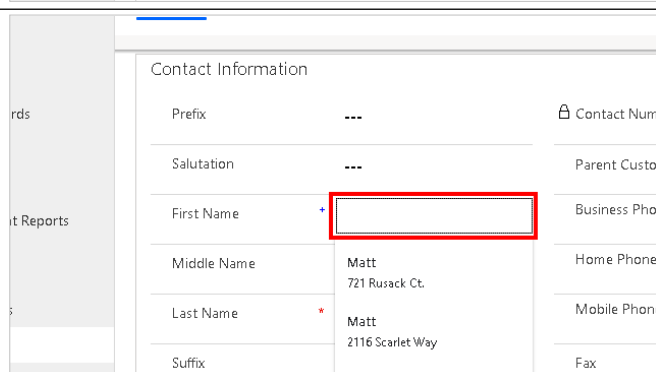 Contact Information
rds
Prefix
---
Contact Num
Salutation
---
Parent Custo
First Name
+
Business Pho
t Reports
Middle Name
Matt
721 Rusack Ct.
Home Phone
Last Name
*
Matt
2116 Scarlet Way
Mobile Phon
s
Suffix
Fax